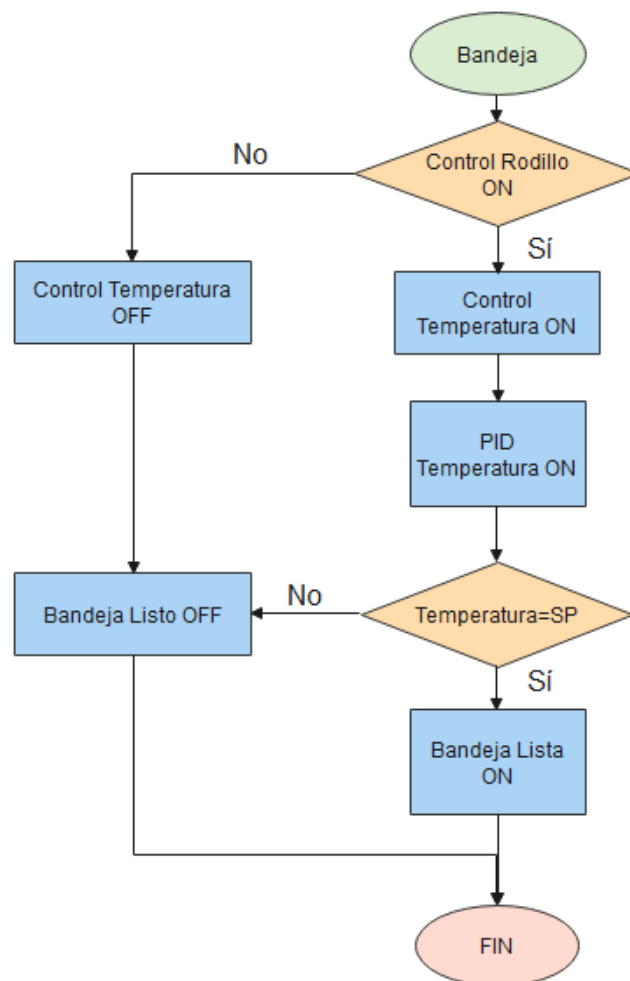 Bandeja
Control Rodillo
ON
No
Sí
Control Temperatura
OFF
Control
Temperatura ON
PID
Temperatura ON
Temperatura=SP
No
Bandeja Listo OFF
Sí
Bandeja Lista
ON
FIN